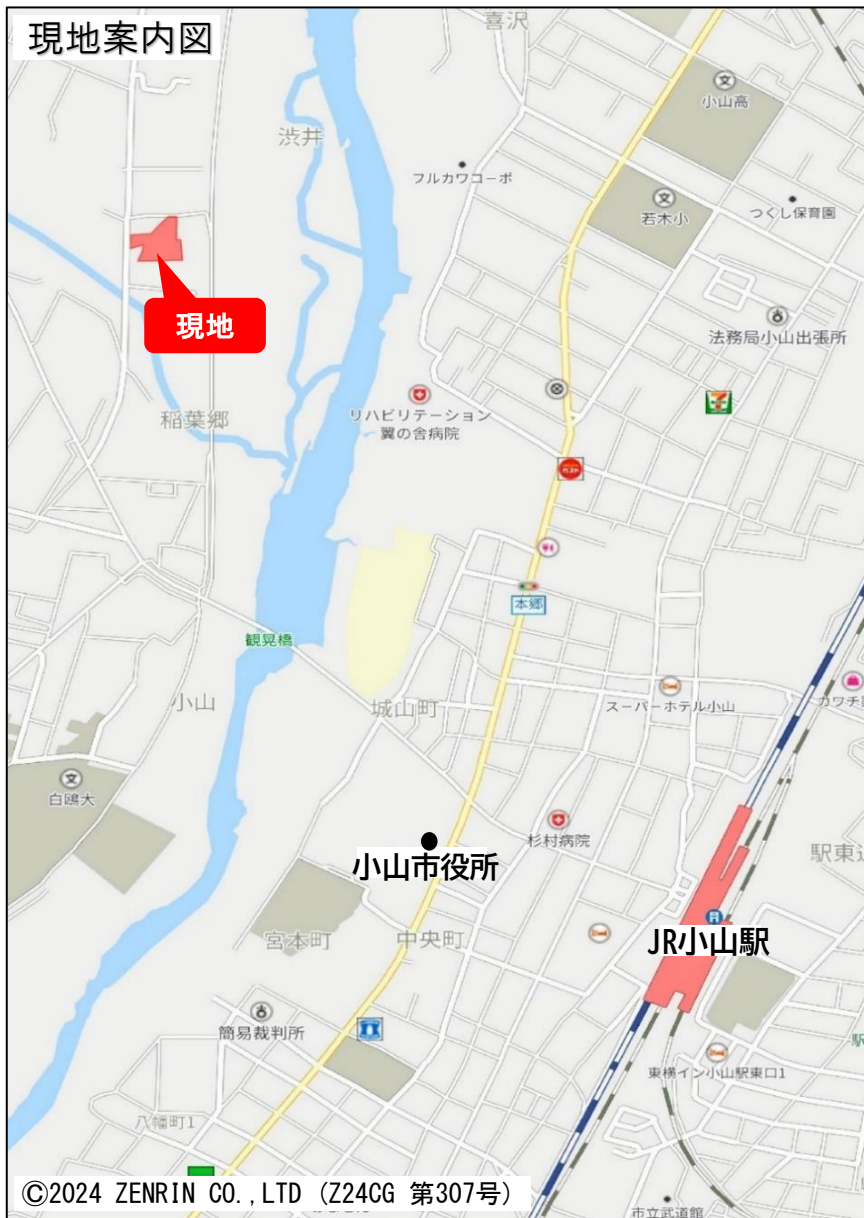 現地案内図
喜沢
小山高
渋井
フルカワコーポ
若木小
つくし保育園
現地
法務局小山出張所
リハビリテーション
翼の舎病院
稲葉郷
本郷
観晃橋
小山
城山町
スーパーホテル小山
カワチ
白鴎大
杉村病院
小山市役所
駅東通
宮本町
中央町
JR小山駅
簡易裁判所
東横イン小山駅東口1
八幡町1
©2024 ZENRIN CO.,LTD (Z24CG 第307号)
市立武道館